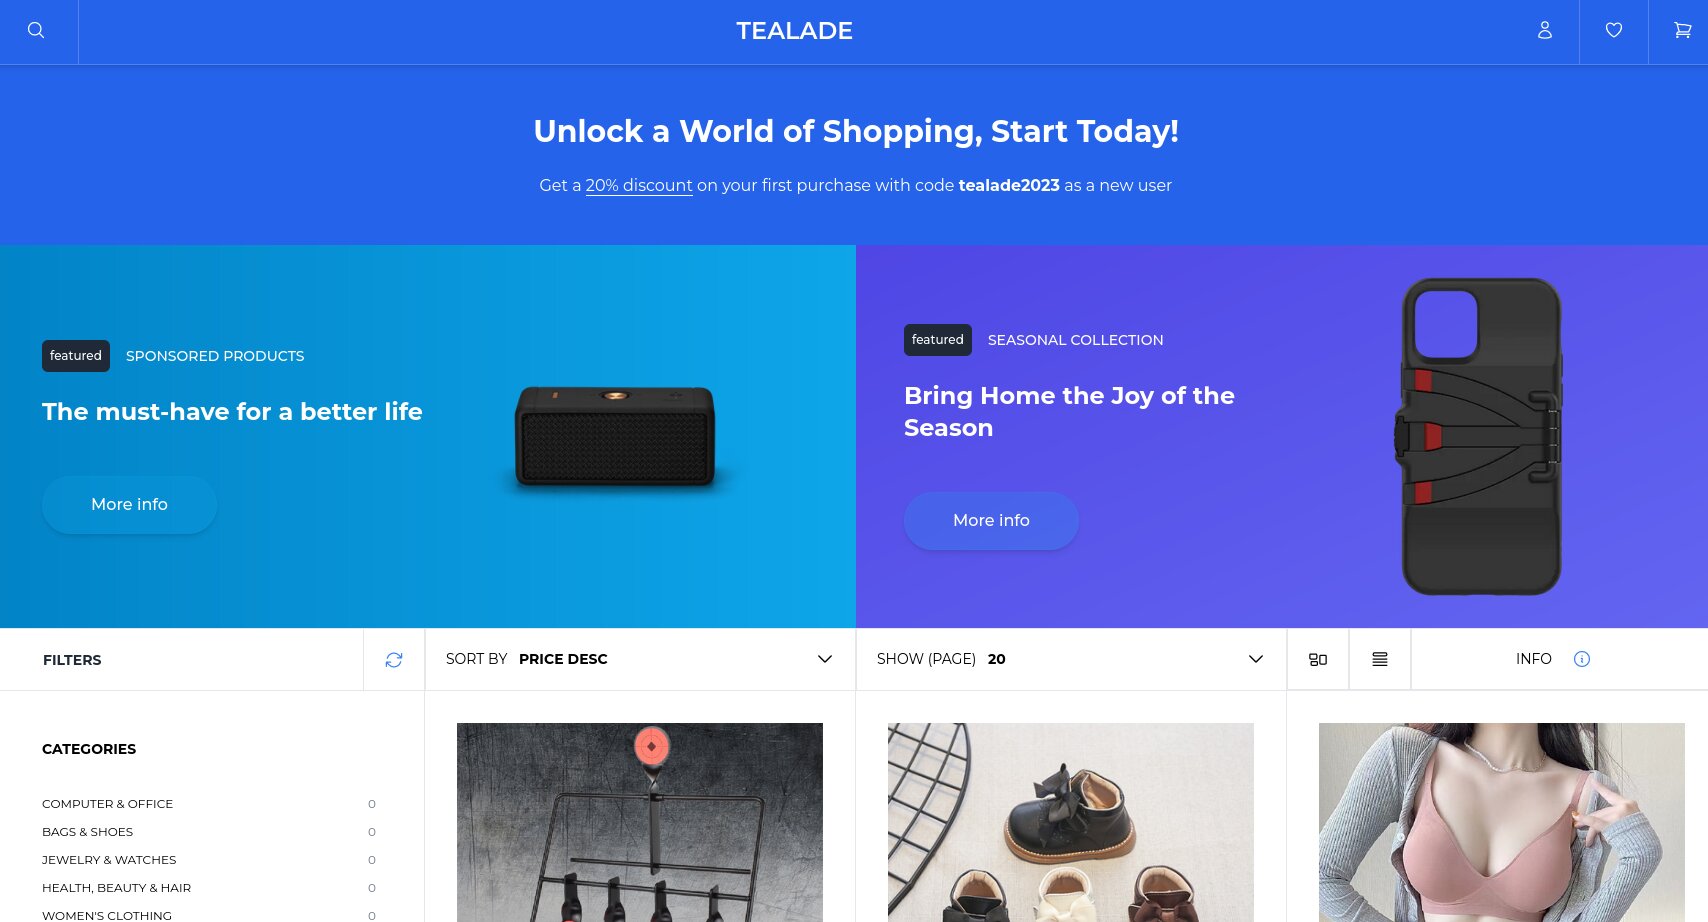 TEALADE
Unlock a World of Shopping, Start Today!
Get a 20% discount on your first purchase with code tealade2023 as a new user
featured SPONSORED PRODUCTS
The must-have for a better life
More info
featured SEASONAL COLLECTION
Bring Home the Joy of the
Season
More info
FILTERS
SORT BY PRICE DESC
SHOW (PAGE) 20
INFO
CATEGORIES
COMPUTER & OFFICE 0
BAGS & SHOES 0
JEWELRY & WATCHES 0
HEALTH, BEAUTY & HAIR 0
WOMEN'S CLOTHING 0